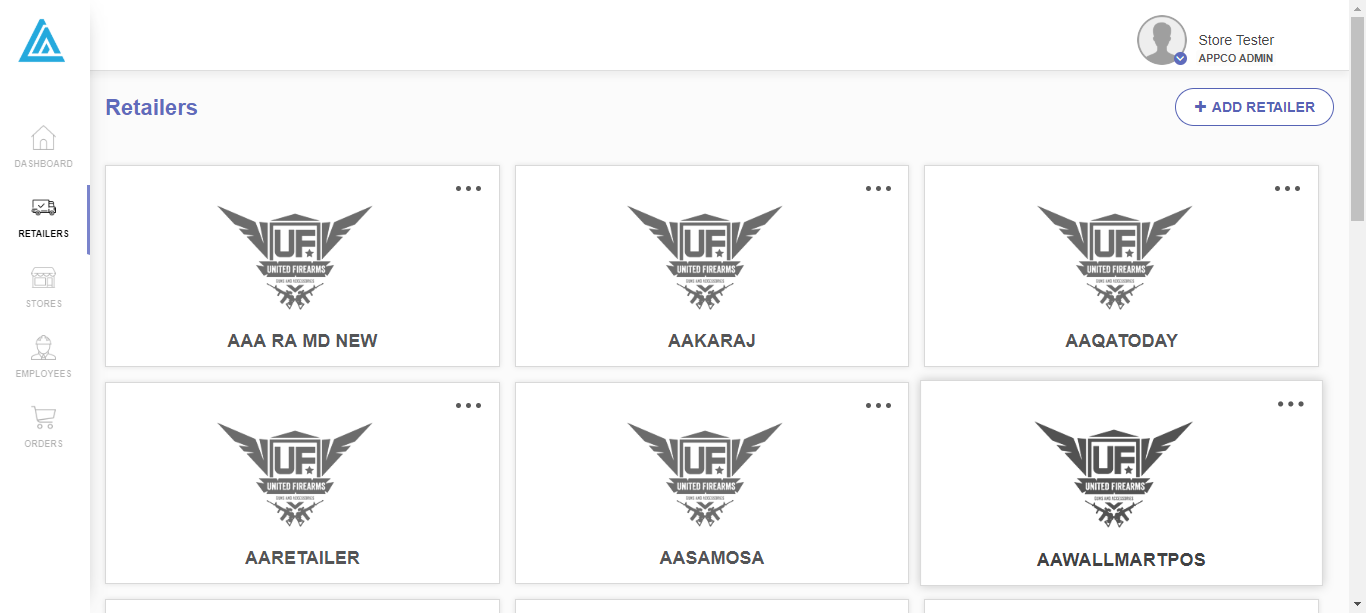 Store Tester
APPCO ADMIN
Retailers
+ ADD RETAILER
DASHBOARD
RETAILERS
STORES
EMPLOYEES
ORDERS
UF
UNITED FIREARMS
GUNS AND ACCESSORIES
AAA RA MD NEW
UF
UNITED FIREARMS
GUNS AND ACCESSORIES
AAKARAJ
UF
UNITED FIREARMS
GUNS AND ACCESSORIES
AAQATODAY
UF
UNITED FIREARMS
GUNS AND ACCESSORIES
AARETAILER
UF
UNITED FIREARMS
GUNS AND ACCESSORIES
AASAMOSA
UF
UNITED FIREARMS
GUNS AND ACCESSORIES
AAWALLMARTPOS